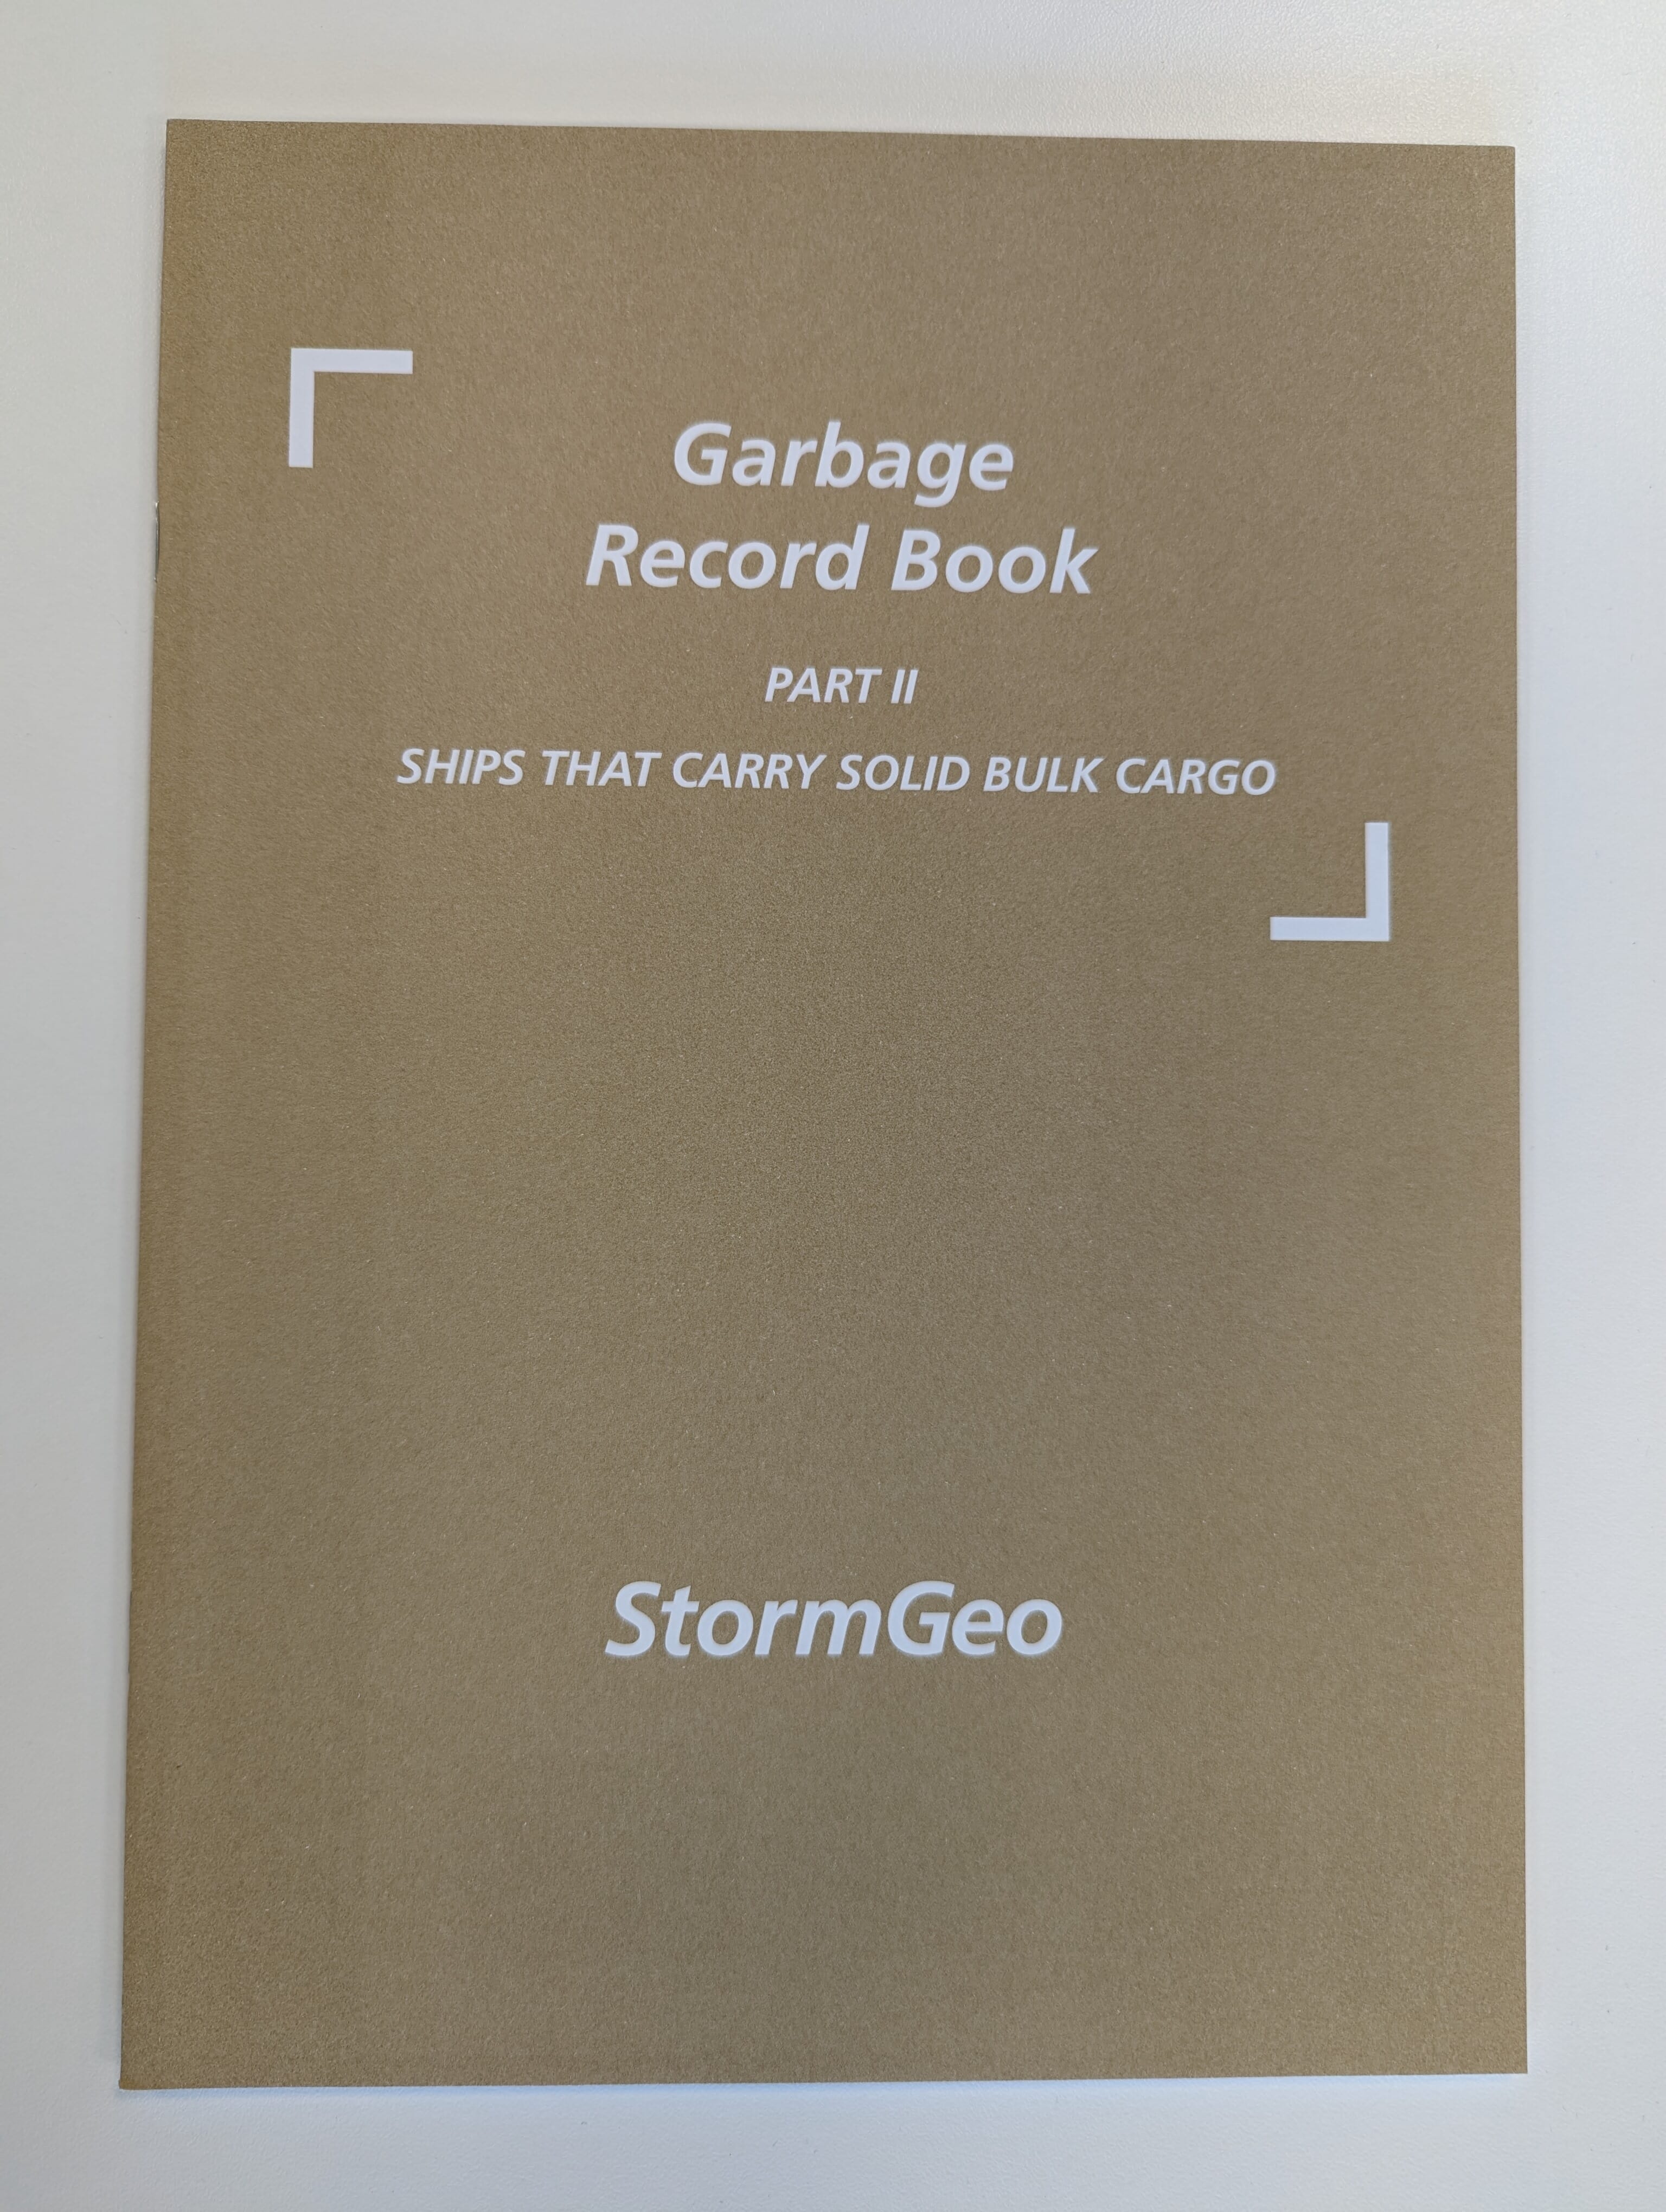 Garbage
Record Book
PART II
SHIPS THAT CARRY SOLID BULK CARGO
StormGeo